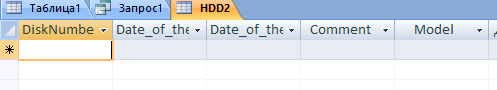 Таблица1 Запрос1 HDD2
DiskNumbe Date_of_the Date_of_the Comment Model